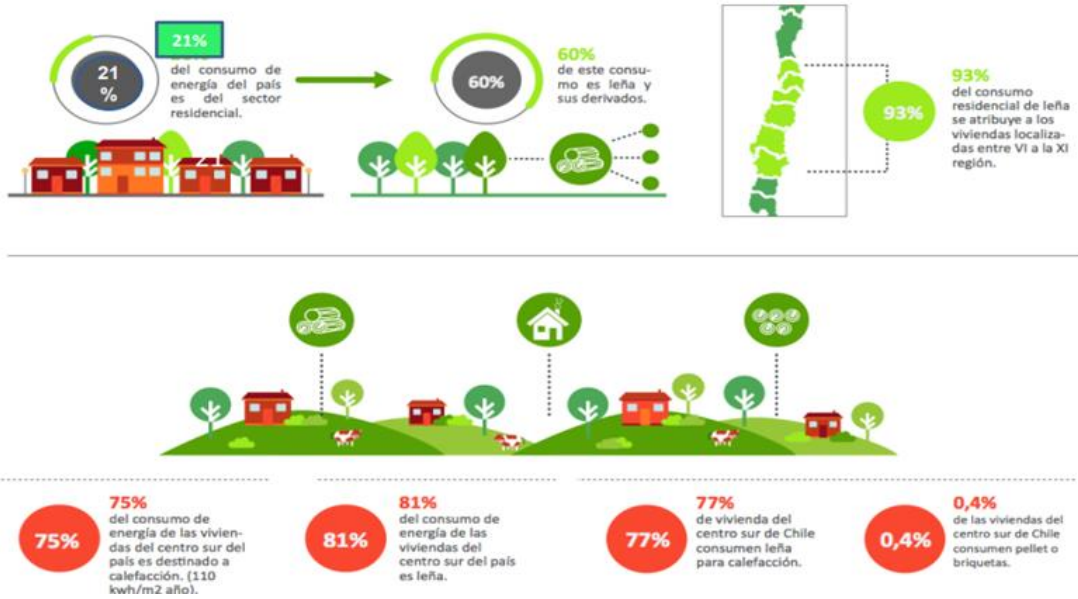 21%
21
%
del consumo de
energía del país
es del sector
residencial.
21
60%
60%
de este consu-
mo es leña y
sus derivados.
93%
93%
del consumo
residencial de leña
se atribuye a los
viviendas localiza-
das entre VI a la XI
región.
75%
75%
del consumo de
energía de las vivien-
das del centro sur del
país es destinado a
calefacción. (110
kwh/m2 año).
81%
81%
del consumo de
energía de las
viviendas del
centro sur del país
es leña.
77%
77%
de vivienda del
centro sur de Chile
consumen leña
para calefacción.
0,4%
0,4%
de las viviendas del
centro sur de Chile
consumen pellet o
briquetas.